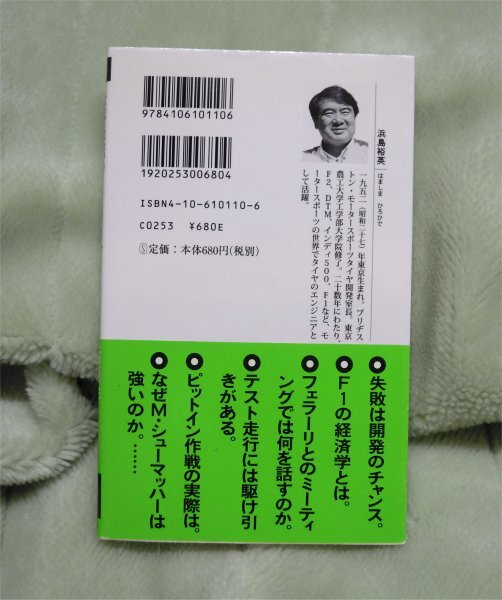 9784106101106
1920253006804
ISBN4-10-610110-6
C0253 ¥680E
Ⓢ定価：本体680円(税別)
浜島裕英
はましま ひろひで
一九五二（昭和二十七）年東京生まれ。ブリヂス
トン・モータースポーツタイヤ開発室長。東京
農工大学工学部大学院修了。二十数年にわたり、
F2、DTM、インディ500、F1など、モ
ータースポーツの世界でタイヤのエンジニアと
して活躍。
●失敗は開発のチャンス。
●F1の経済学とは。
●フェラーリとのミーティ
ングでは何を話すのか。
●テスト走行には駆け引
きがある。
●ピットイン作戦の実際は。
●なぜM・シューマッハーは
強いのか。……